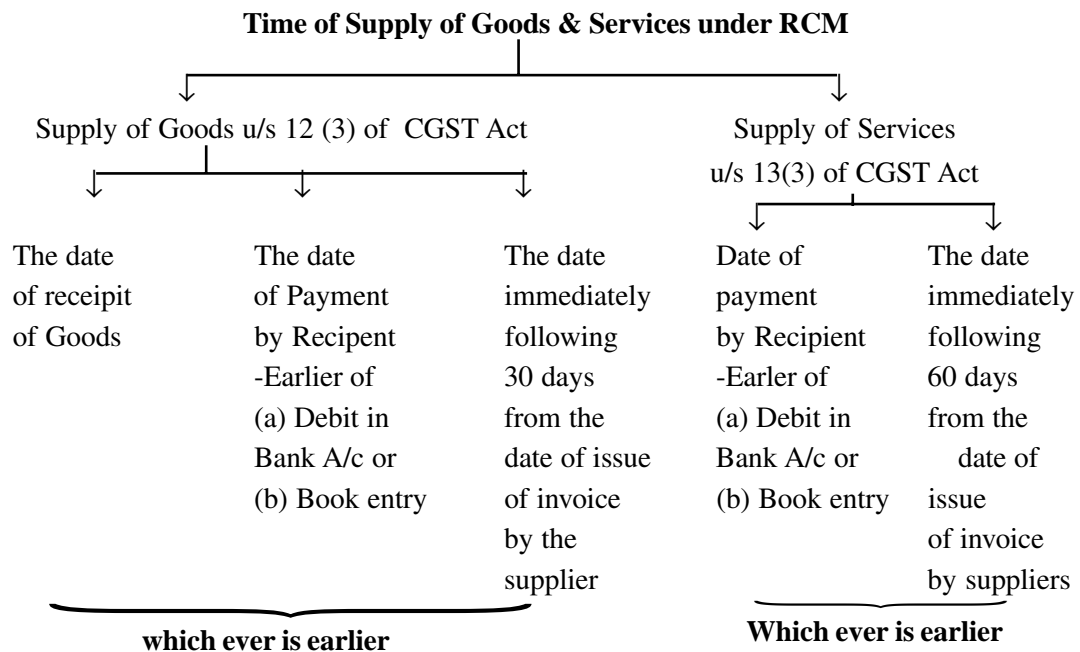 Time of Supply of Goods & Services under RCM
Supply of Goods u/s 12 (3) of CGST Act
Supply of Services
u/s 13(3) of CGST Act
The date
of receipit
of Goods
The date
of Payment
by Recipent
-Earlier of
(a) Debit in
Bank A/c or
(b) Book entry
The date
immediately
following
30 days
from the
date of issue
of invoice
by the
supplier
which ever is earlier
Date of
payment
by Recipient
-Earler of
(a) Debit in
Bank A/c or
(b) Book entry
The date
immediately
following
60 days
from the
date of
issue
of invoice
by suppliers
Which ever is earlier